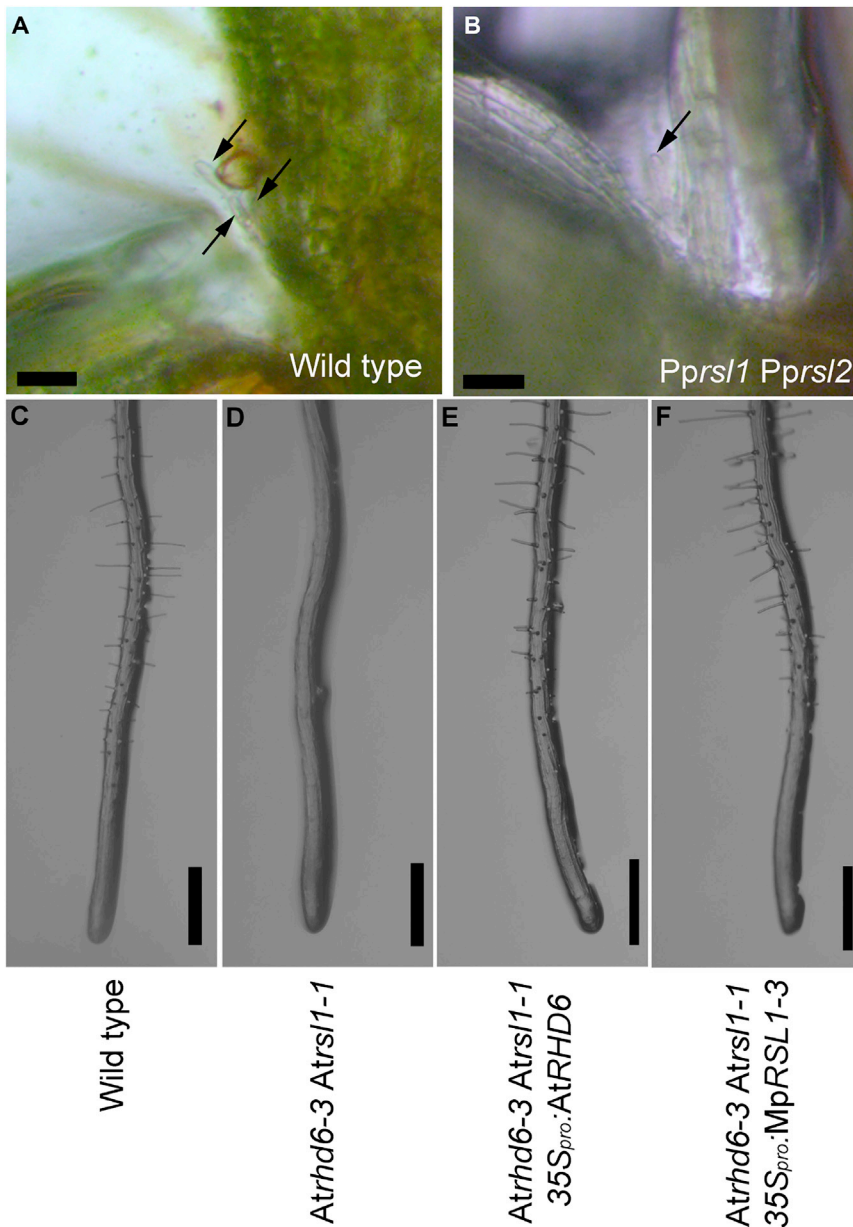 A
B
Wild type
Pprsl1 Pprsl2
C
D
E
F
Wild type
Atrhd6-3 Atrsl1-1
Atrhd6-3 Atrsl1-1
35Spro:AtRHD6
Atrhd6-3 Atrsl1-1
35Spro:MpRSL1-3